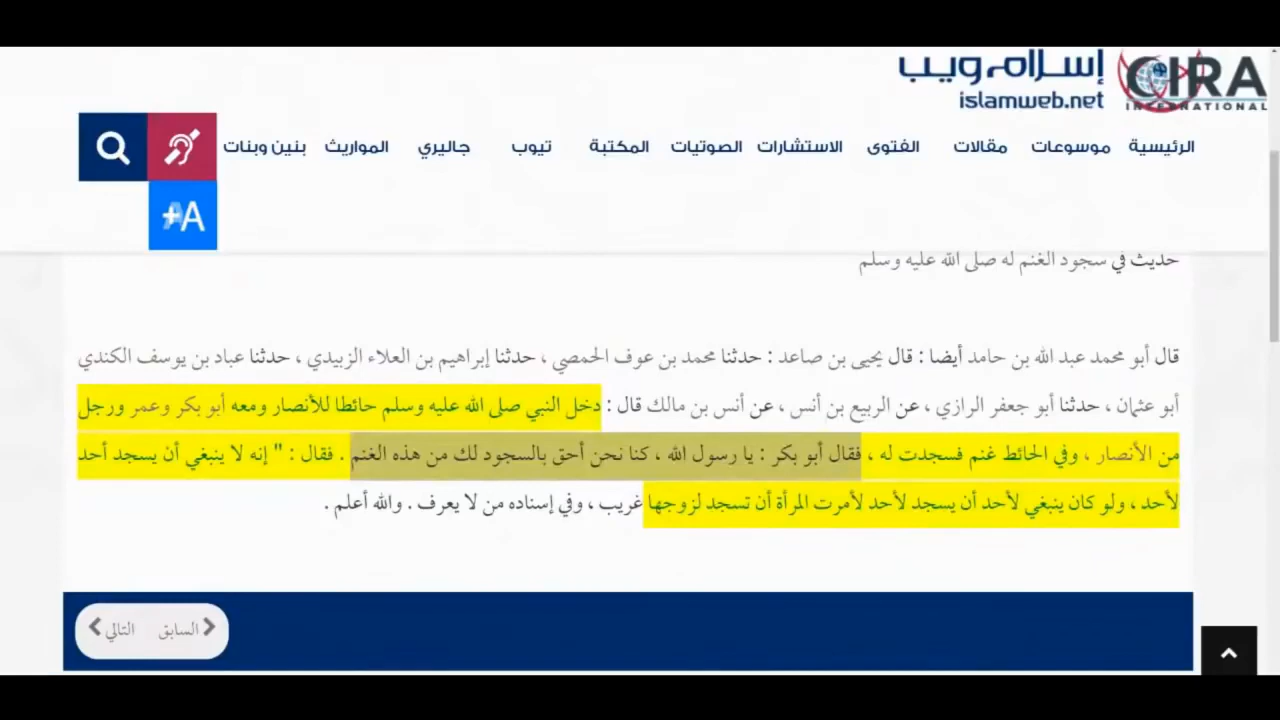 إسلام ويب
islamweb.net
CIRA
INTERNATIONAL
الرئيسية موسوعات مقالات الفتوى الاستشارات الصوتيات المكتبة تيوب جاليري المواريث بنين وبنات
+A
حديث في سجود الغنم له صلى الله عليه وسلم
قال أبو محمد عبد الله بن حامد أيضا : قال يحيى بن صاعد : حدثنا محمد بن عوف الحمصي ، حدثنا إبراهيم بن العلاء الزبيدي ، حدثنا عباد بن يوسف الكندي
أبو عثمان ، حدثنا أبو جعفر الرازي ، عن الربيع بن أنس ، عن أنس بن مالك قال : دخل النبي صلى الله عليه وسلم حائطا للأنصار ومعه أبو بكر وعمر ورجل
من الأنصار ، وفي الحائط غنم فسجدت له ، فقال أبو بكر : يا رسول الله ، كنا نحن أحق بالسجود لك من هذه الغنم . فقال : " إنه لا ينبغي أن يسجد أحد
لأحد ، ولو كان ينبغي لأحد أن يسجد لأحد لأمرت المرأة أن تسجد لزوجها غريب ، وفي إسناده من لا يعرف . والله أعلم .
السابق التالي